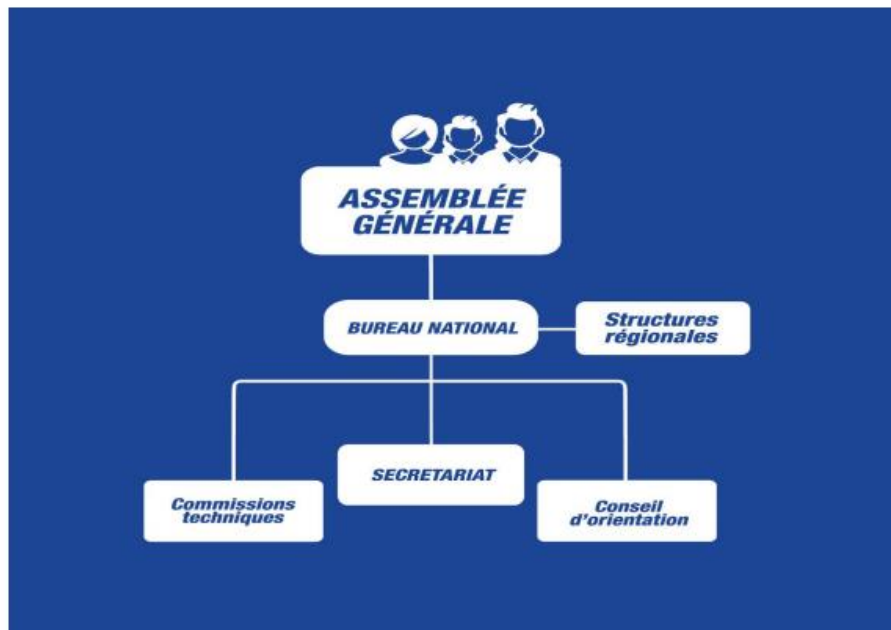 ASSEMBLÉE
GÉNÉRALE
BUREAU NATIONAL
Structures
régionales
SECRETARIAT
Commissions
techniques
Conseil
d'orientation